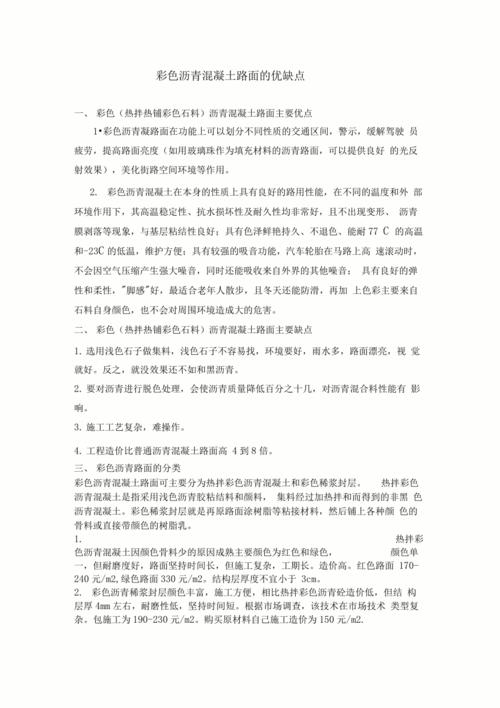 彩色沥青混凝土路面的优缺点
一、 彩色（热拌热铺彩色石料）沥青混凝土路面主要优点
1•彩色沥青凝路面在功能上可以划分不同性质的交通区间，警示，缓解驾驶 员
疲劳，提高路面亮度（如用玻璃珠作为填充材料的沥青路面，可以提供良好 的光反
射效果），美化街路空间环境等作用。
2. 彩色沥青混凝土在本身的性质上具有良好的路用性能，在不同的温度和外 部
环境作用下，其高温稳定性、抗水损坏性及耐久性均非常好，且不出现变形、 沥青
膜剥落等现象，与基层粘结性良好；具有色泽鲜艳持久、不退色、能耐 77 C 的高温
和-23C 的低温，维护方便；具有较强的吸音功能，汽车轮胎在马路上高 速滚动时，
不会因空气压缩产生强大噪音，同时还能吸收来自外界的其他噪音； 具有良好的弹
性和柔性，"脚感"好，最适合老年人散步，且冬天还能防滑，再加 上色彩主要来自
石料自身颜色，也不会对周围环境造成大的危害。
二、 彩色（热拌热铺彩色石料）沥青混凝土路面主要缺点
1. 选用浅色石子做集料，浅色石子不容易找，环境要好，雨水多，路面漂亮，视 觉
就好。反之，就没效果还不如和黑沥青。
2. 要对沥青进行脱色处理，会使沥青质量降低百分之十几，对沥青混合料性能有 影
响。
3. 施工工艺复杂，难操作。
4. 工程造价比普通沥青混凝土路面高 4 到 8 倍。
三、 彩色沥青路面的分类
彩色沥青混凝土路面可主要分为热拌彩色沥青混凝土和彩色稀浆封层。 热拌彩色
沥青混凝土是指采用浅色沥青胶粘结料和颜料， 集料经过加热拌和而得到的非黑 色
沥青混凝土。彩色稀浆封层就是再原路面涂树脂等粘接材料，然后铺上各种颜 色的
骨料或直接带颜色的树脂乳。
1. 热拌彩
色沥青混凝土因颜色骨料少的原因成熟主要颜色为红色和绿色， 颜色单
一，但耐磨度好，路面坚持时间长，但施工复杂，工期长。造价高。红色路面 170-
240 元/m2,绿色路面 330 元/m2。结构层厚度不宜小于 3cm。
2. 彩色沥青稀浆封层颜色丰富，施工方便，相比热拌彩色沥青砼造价低，但结 构
层厚 4mm 左右，耐磨性低，坚持时间短。根据市场调查，该技术在市场技术 类型复
杂。包施工为 190-230 元/m2。购买原材料自己施工造价为 150 元/m2.